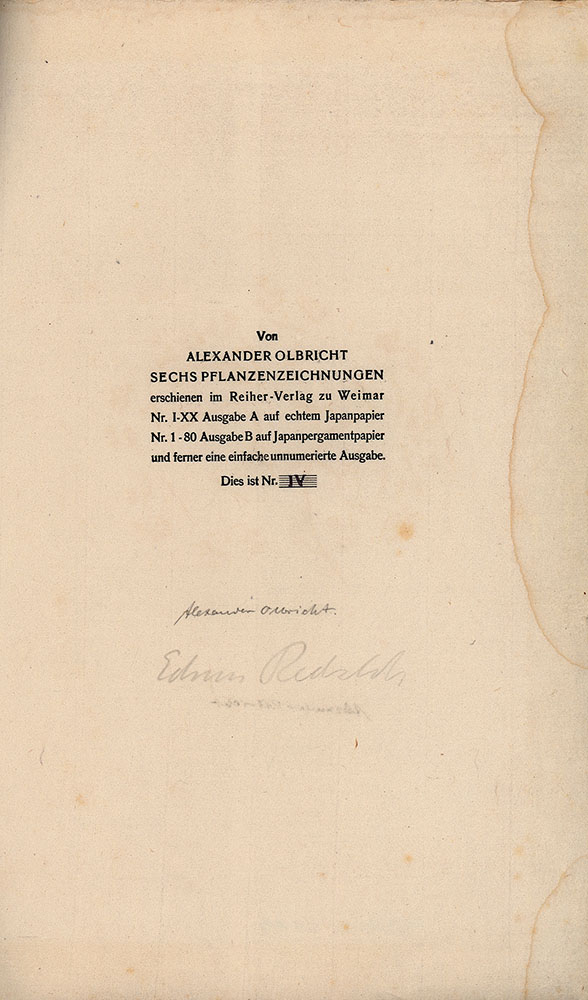 Von
ALEXANDER OLBRICHT
SECHS PFLANZENZEICHNUNGEN
erschienen im Reiher-Verlag zu Weimar
Nr. I-XX Ausgabe A auf echtem Japanpapier
Nr. 1-80 Ausgabe B auf Japanpergamentpapier
und ferner eine einfache unnumerierte Ausgabe.
Dies ist Nr. IV
Alexander Olbricht.
Edwin Redslob